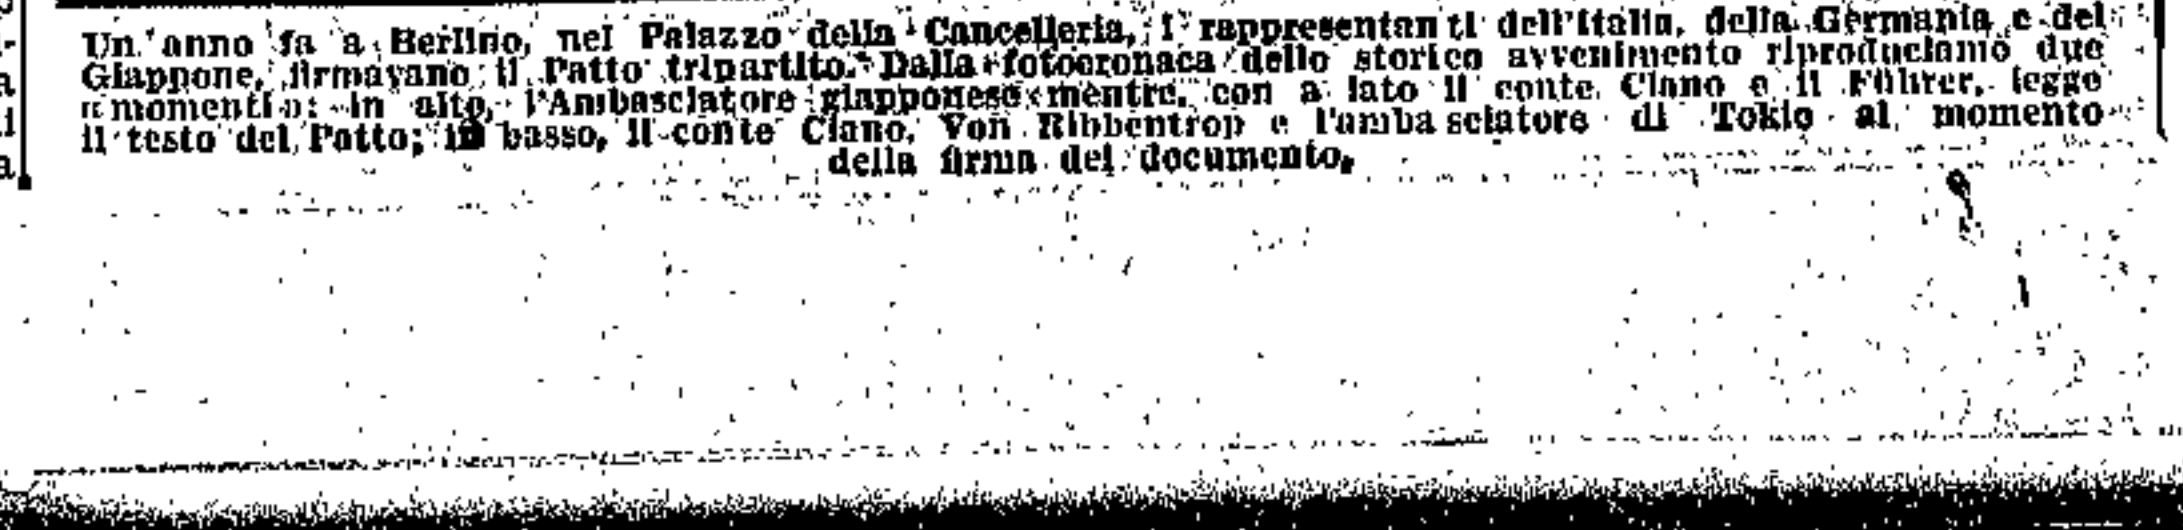 Un anno fa a Berlino, nel Palazzo della Cancelleria, i rappresentanti dell'Italia, della Germania e del
Giappone, firmavano il Patto tripartito. Dalla fotocronaca dello storico avvenimento riproduciamo due
momenti: in alto, l'Ambasciatore giapponese mentre, con a lato il conte Ciano e il Führer, legge
il testo del Patto; in basso, il conte Ciano, Von Ribbentrop e l'ambasciatore di Tokio al momento
della firma del documento.